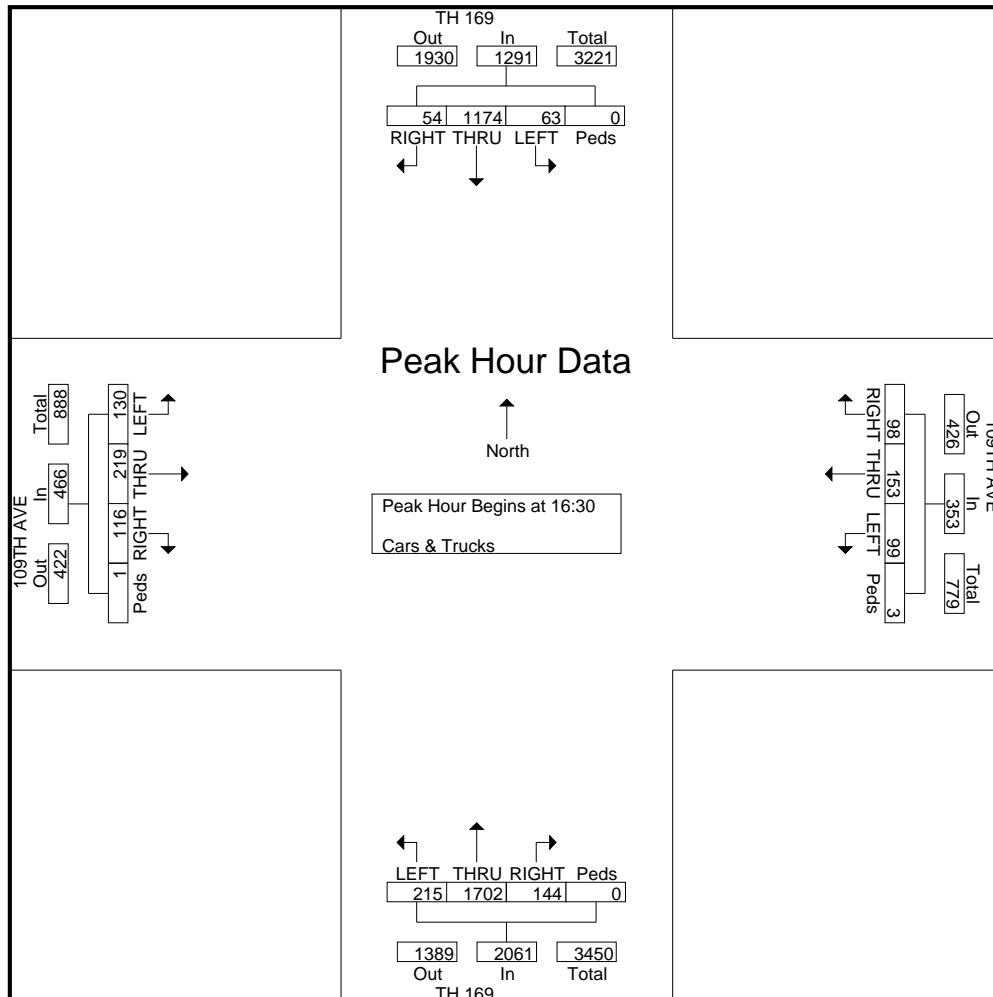 TH 169
Out In Total
1930 1291 3221
54 1174 63 0
RIGHT THRU LEFT Peds
Peak Hour Data
North
Peak Hour Begins at 16:30
Cars & Trucks
109TH AVE
Out In Total
422 466 888
Peds RIGHT THRU LEFT
1 116 219 130
109TH AVE
Out In Total
426 353 779
98 153 99 3
RIGHT THRU LEFT Peds
LEFT THRU RIGHT Peds
215 1702 144 0
1389 2061 3450
Out In Total
TH 169